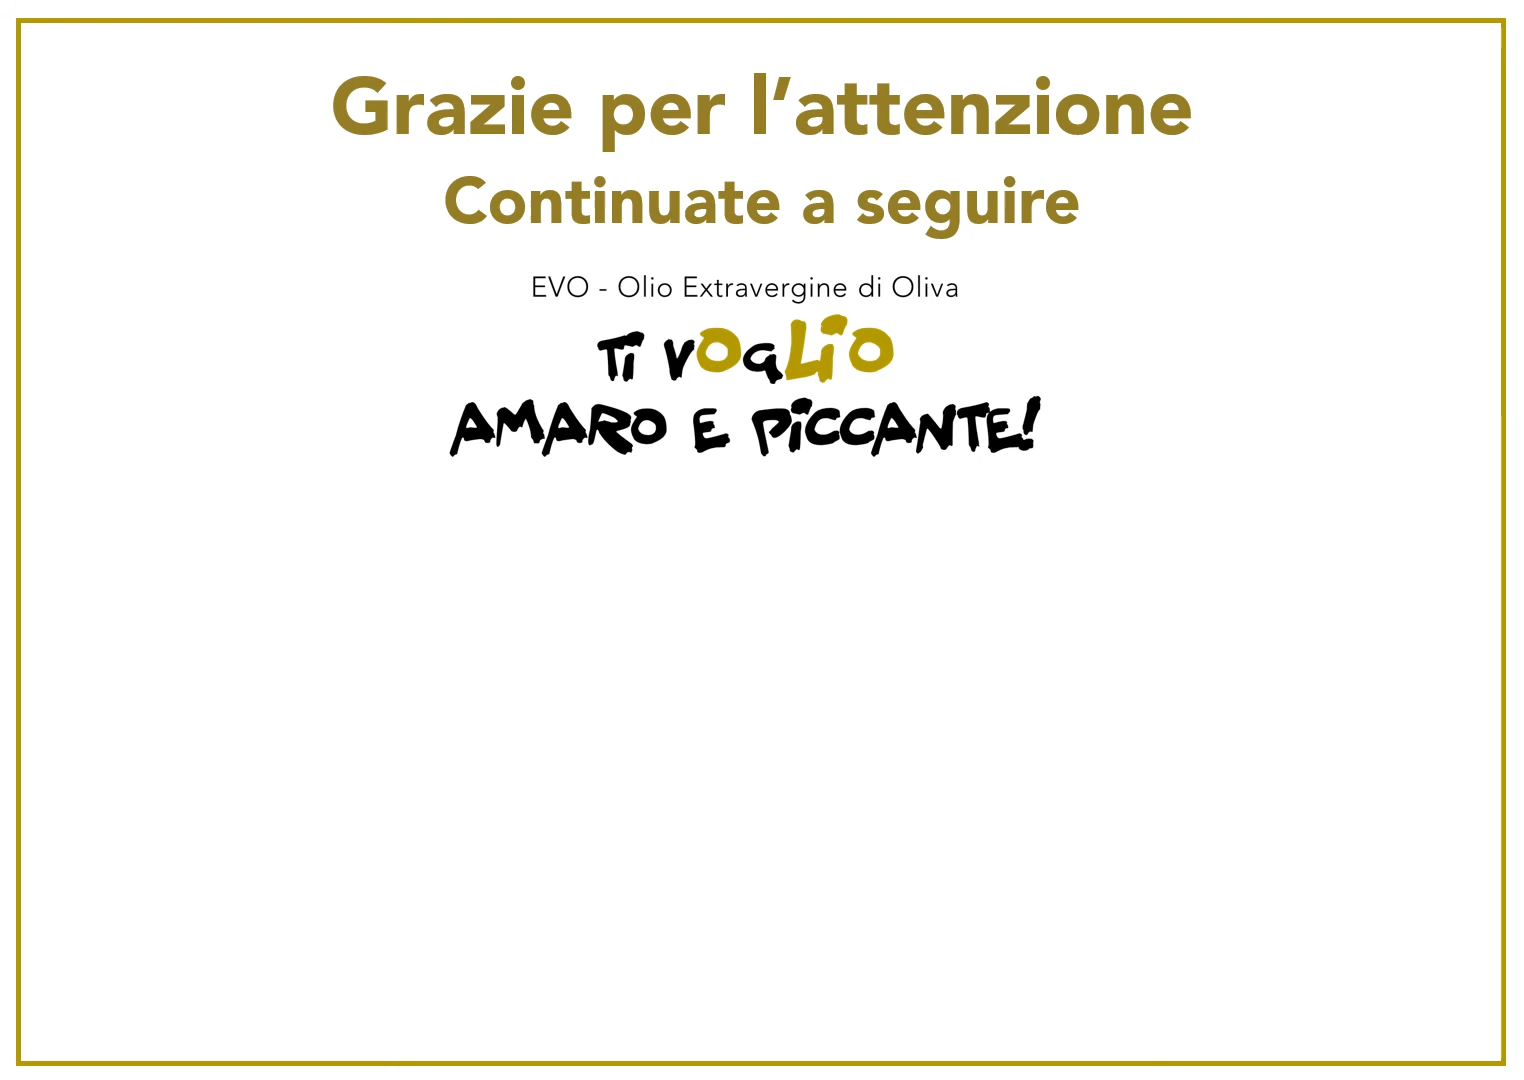 Grazie per l’attenzione
Continuate a seguire
EVO - Olio Extravergine di Oliva
Ti vOgLiO
AMARO E PiCCANTE!